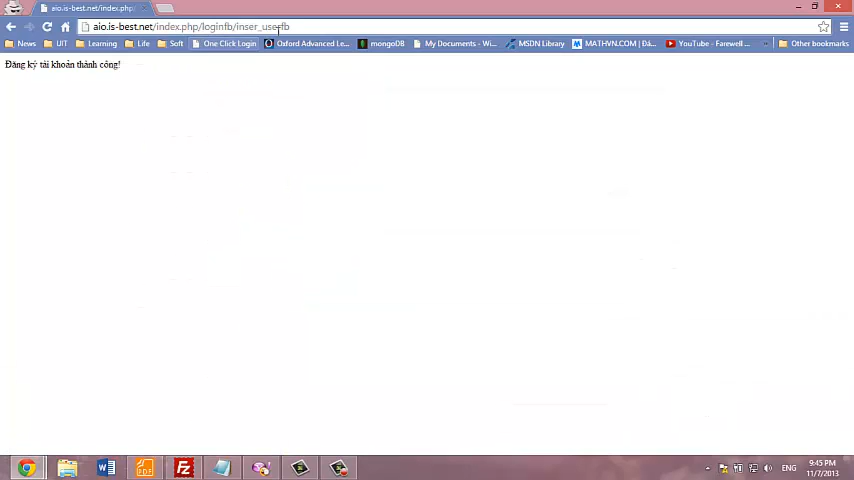 aio.is-best.net/index.php
aio.is-best.net/index.php/loginfb/inser_userfb
News UIT Learning Life Soft One Click Login Oxford Advanced Le... mongoDB My Documents - Wi... MSDN Library MATHVN.COM | Đá... YouTube - Farewell ... » Other bookmarks
Đăng ký tài khoản thành công!
ENG
9:45 PM
11/7/2013